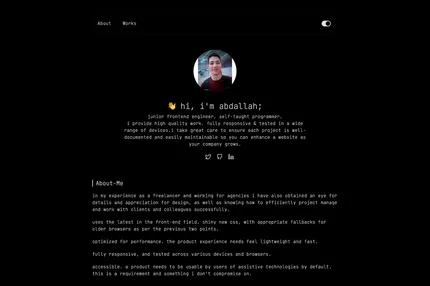 About Works
hi, i'm abdallah;
junior frontend engineer, self-taught programmer,
i provide high quality work, fully responsive & tested in a wide
range of devices,i take great care to ensure each project is well-
documented and easily maintainable so you can enhance a website as
your company grows.
About-Me
in my experience as a freelancer and working for agencies i have also obtained an eye for
details and appreciation for design, as well as knowing how to efficiently project manage
and work with clients and colleagues successfully.
uses the latest in the front-end field, shiny new css, with appropriate fallbacks for
older browsers as per the previous two points.
optimized for performance. the product experience needs feel lightweight and fast.
fully responsive, and tested across various devices and browsers.
accessible. a product needs to be usable by users of assistive technologies by default.
this is a requirement and something i don't compromise on.